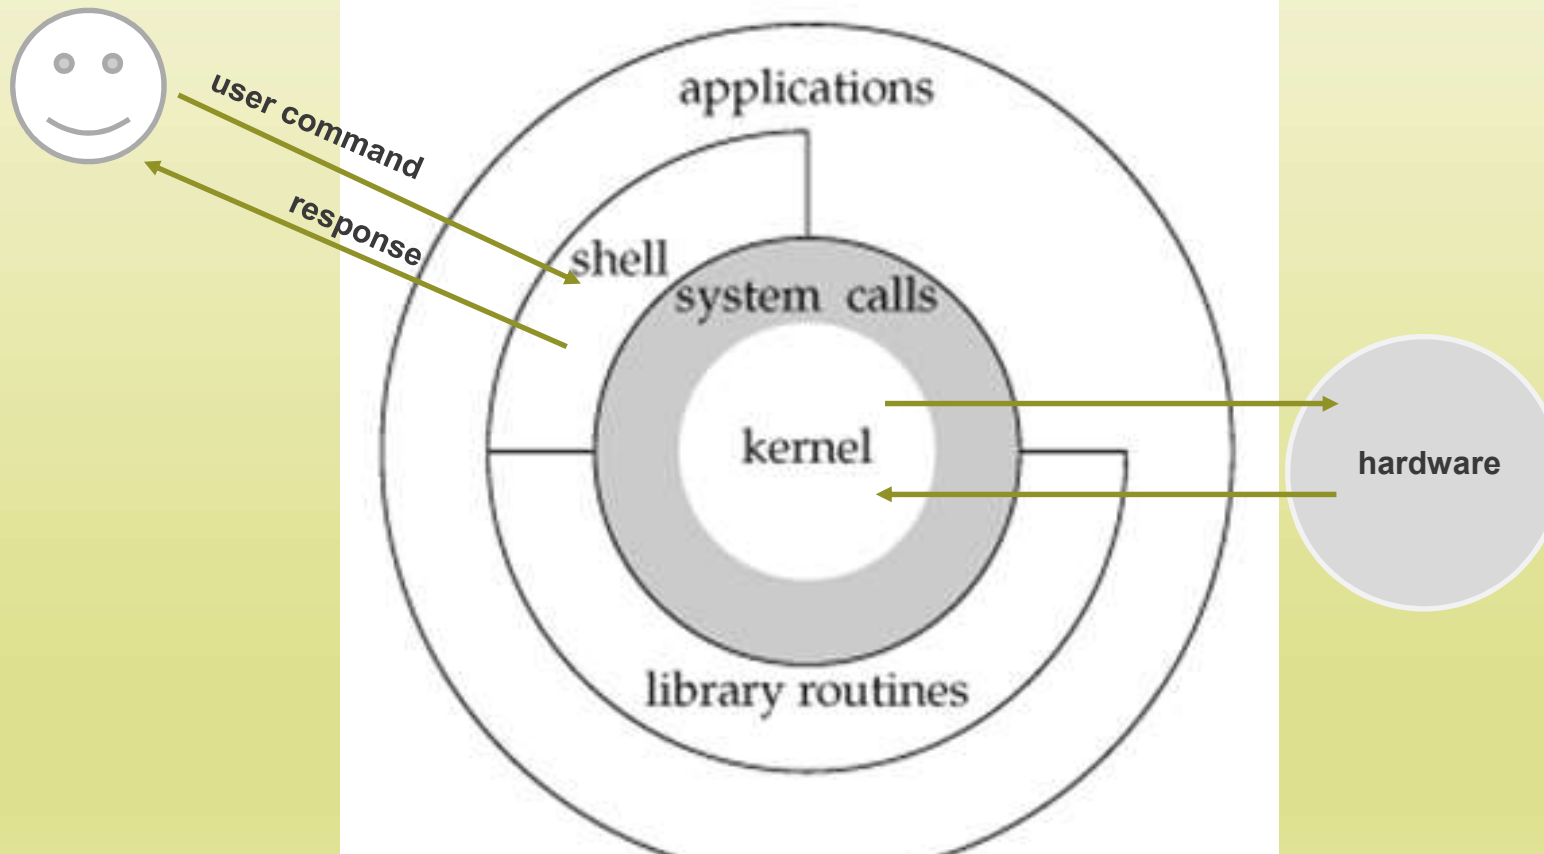 applications
user command
response
shell
system calls
kernel
hardware
library routines